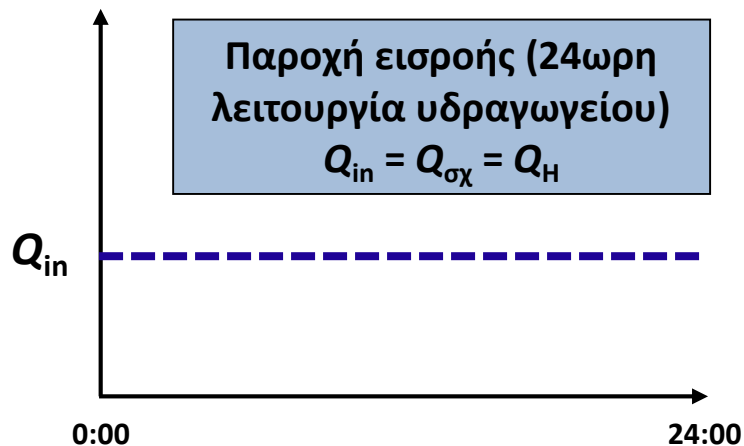 Παροχή εισροής (24ωρη
λειτουργία υδραγωγείου)
Qin = Qσχ = QH
Qin
0:00
24:00